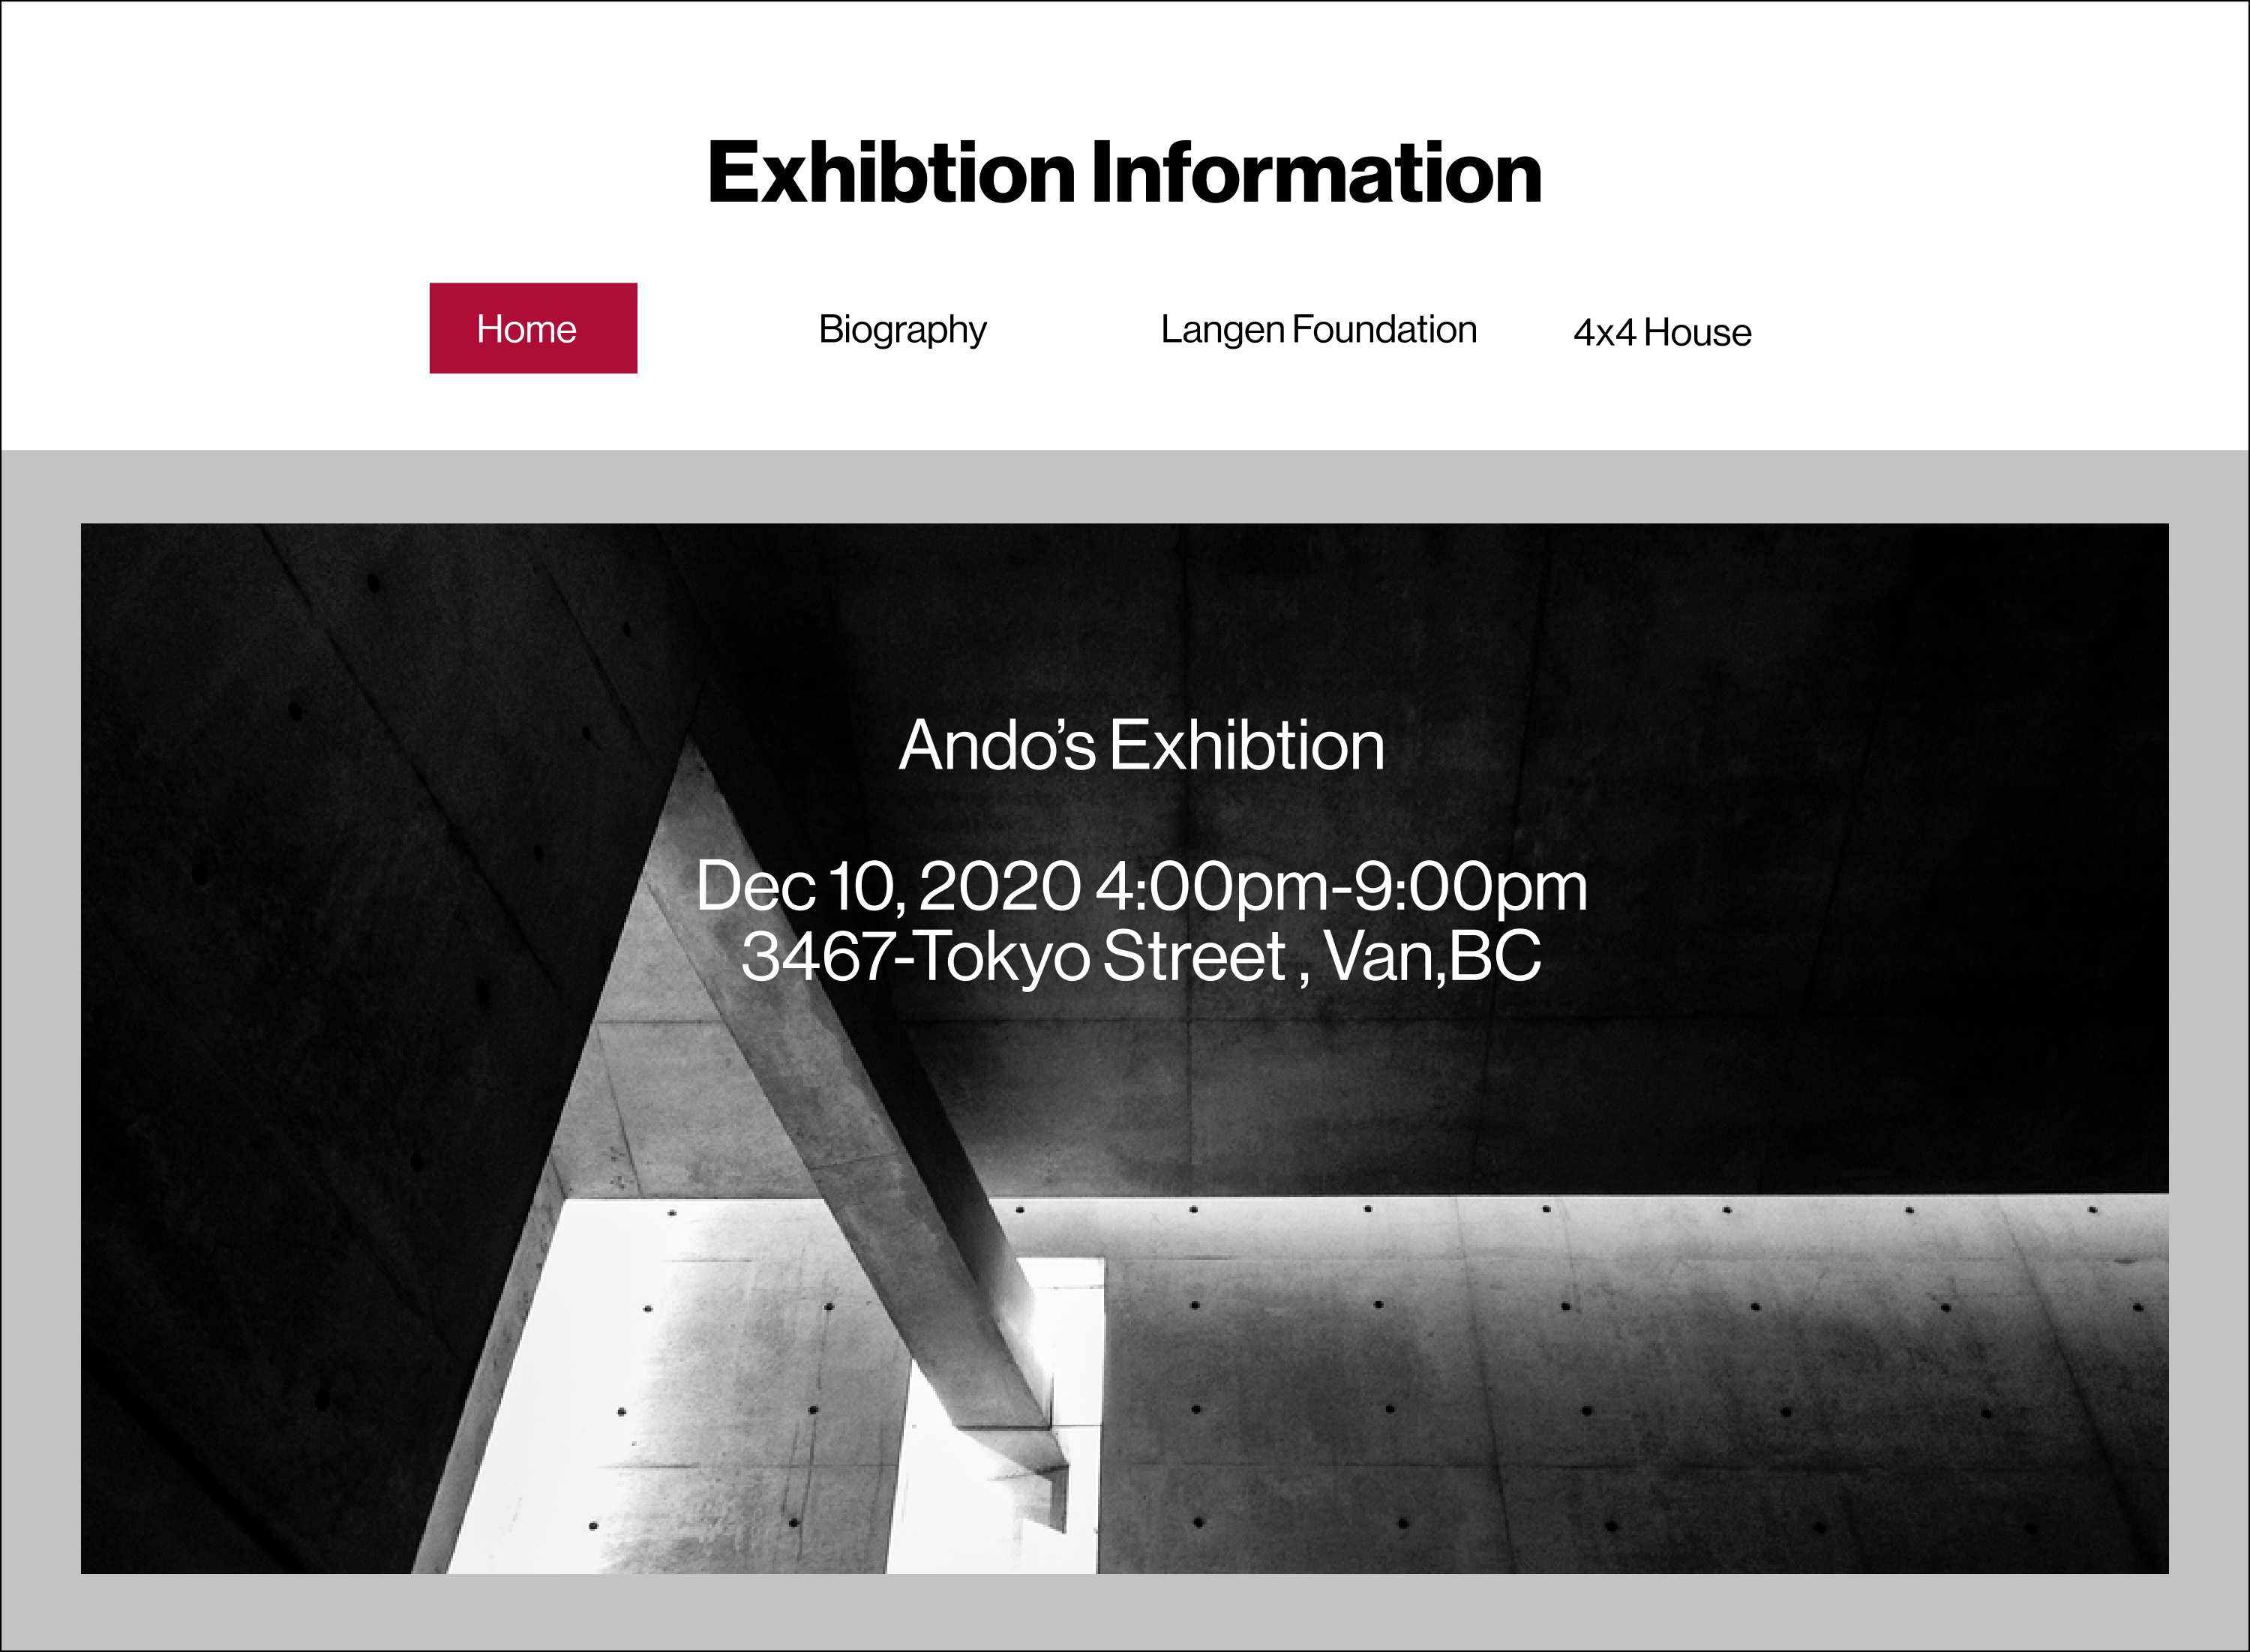 Exhibtion Information
Home Biography Langen Foundation 4x4 House
Ando’s Exhibtion
Dec 10, 2020 4:00pm-9:00pm
3467-Tokyo Street , Van,BC